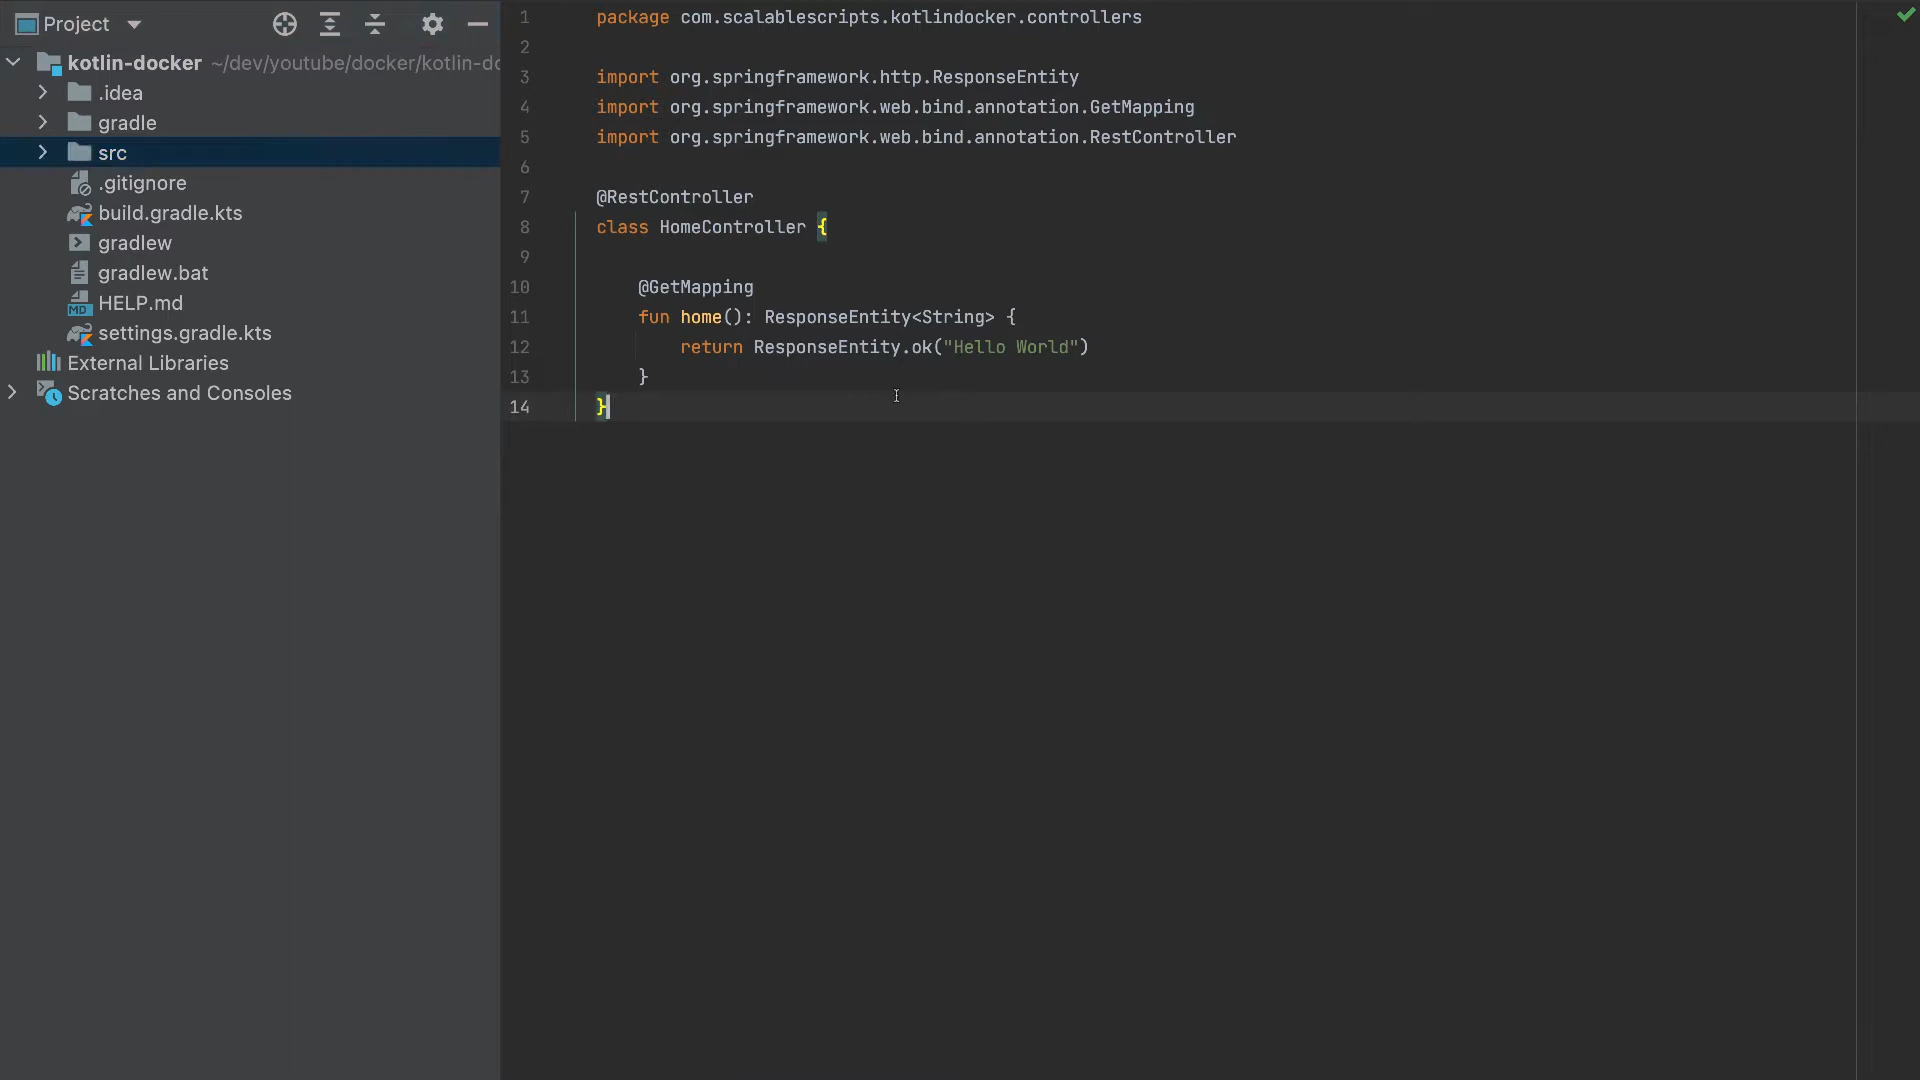 Project
kotlin-docker ~/dev/youtube/docker/kotlin-do
.idea
gradle
src
.gitignore
build.gradle.kts
gradlew
gradlew.bat
MD HELP.md
settings.gradle.kts
External Libraries
Scratches and Consoles
1 package com.scalablescripts.kotlindocker.controllers
2
3 import org.springframework.http.ResponseEntity
4 import org.springframework.web.bind.annotation.GetMapping
5 import org.springframework.web.bind.annotation.RestController
6
7 @RestController
8 class HomeController {
9
10 @GetMapping
11 fun home(): ResponseEntity<String> {
12 return ResponseEntity.ok("Hello World")
13 }
14 }